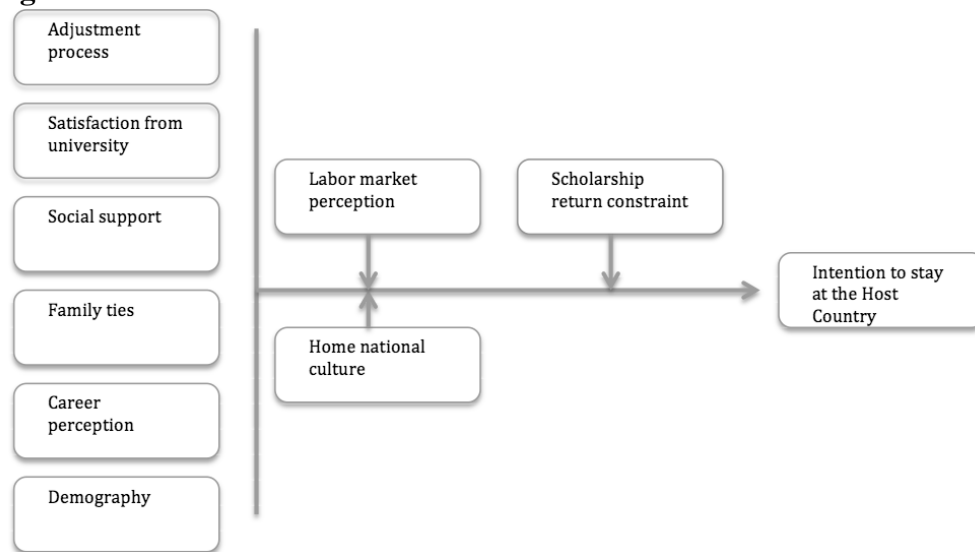 Adjustment
process
Satisfaction from
university
Social support
Family ties
Career
perception
Demography
Labor market
perception
Home national
culture
Scholarship
return constraint
Intention to stay
at the Host
Country